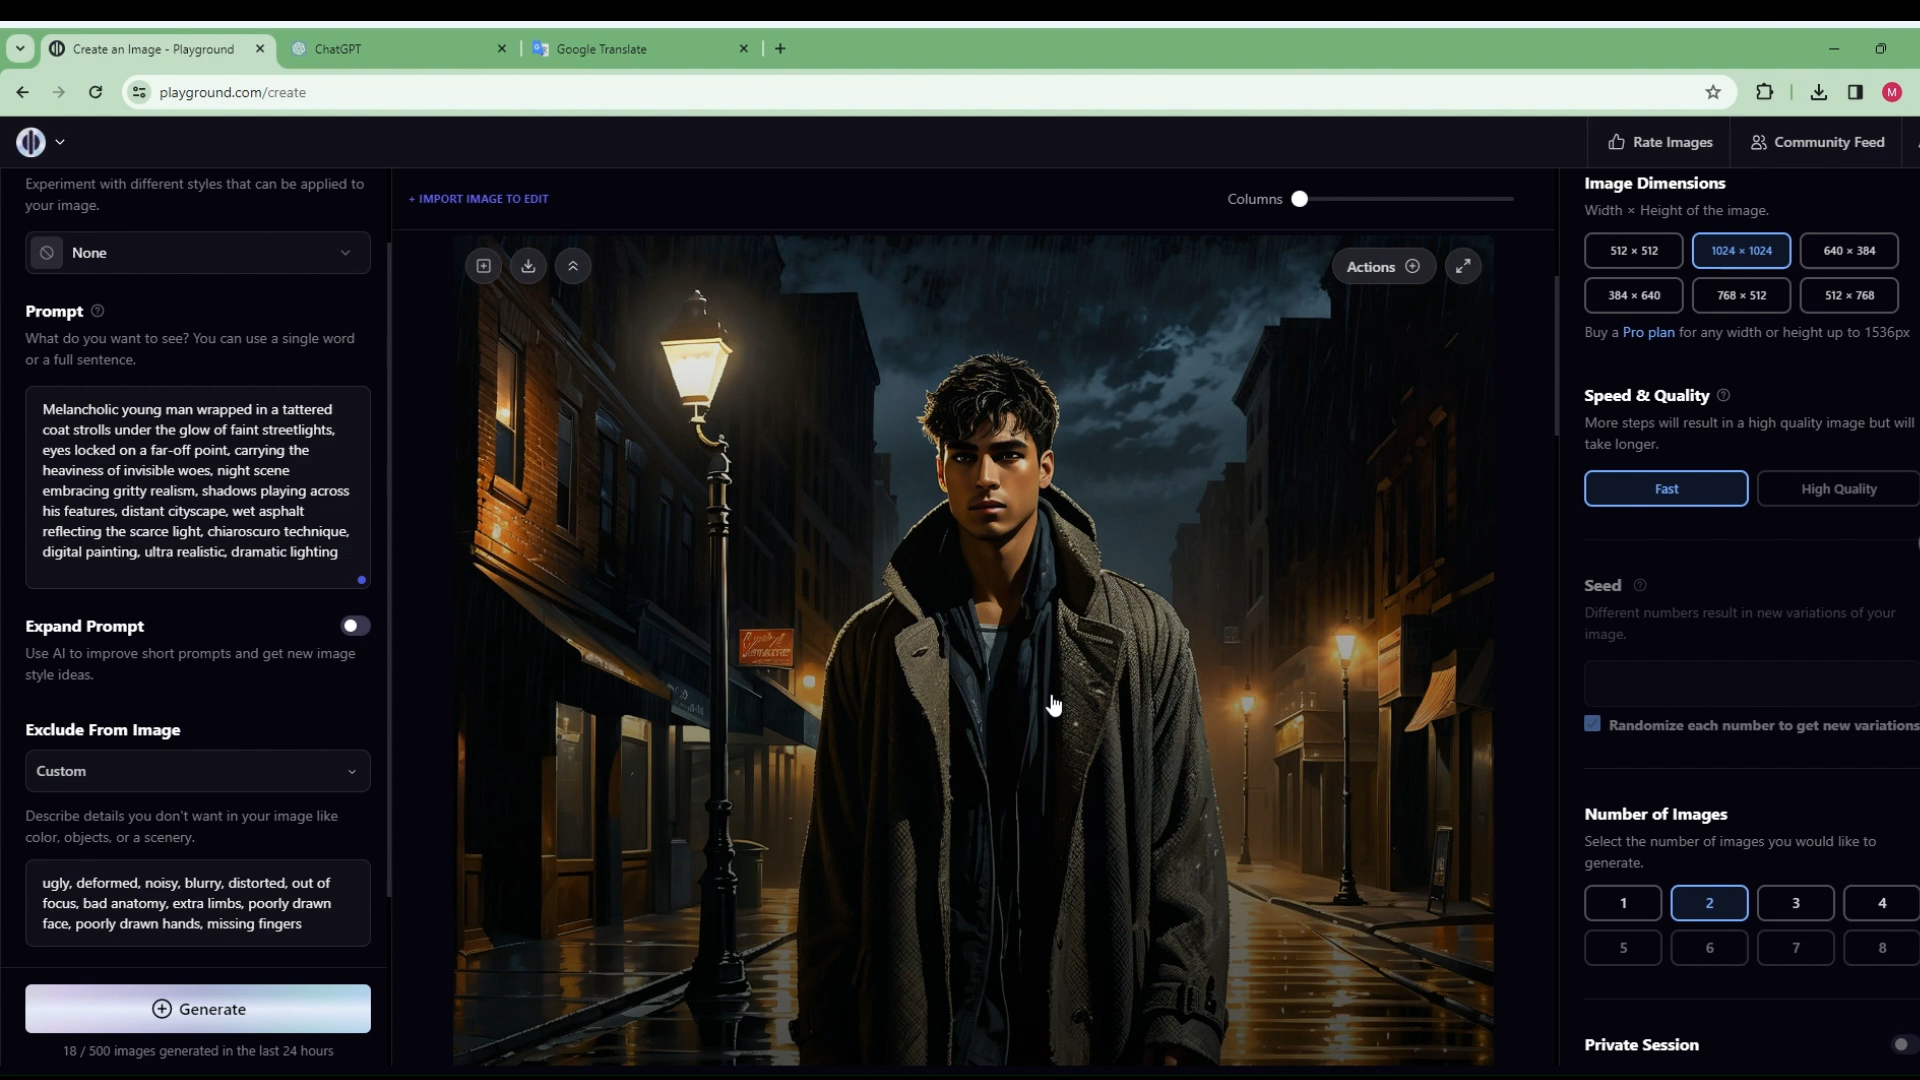 Create an Image - Playground
ChatGPT
Google Translate
playground.com/create
M
Rate Images
Community Feed
Experiment with different styles that can be applied to
your image.
None
Prompt
What do you want to see? You can use a single word
or a full sentence.
Melancholic young man wrapped in a tattered
coat strolls under the glow of faint streetlights,
eyes locked on a far-off point, carrying the
heaviness of invisible woes, night scene
embracing gritty realism, shadows playing across
his features, distant cityscape, wet asphalt
reflecting the scarce light, chiaroscuro technique,
digital painting, ultra realistic, dramatic lighting
Expand Prompt
Use AI to improve short prompts and get new image
style ideas.
Exclude From Image
Custom
Describe details you don't want in your image like
color, objects, or a scenery.
ugly, deformed, noisy, blurry, distorted, out of
focus, bad anatomy, extra limbs, poorly drawn
face, poorly drawn hands, missing fingers
Generate
18 / 500 images generated in the last 24 hours
+ IMPORT IMAGE TO EDIT
Columns
Actions
Image Dimensions
Width × Height of the image.
512 × 512
1024 × 1024
640 × 384
384 × 640
768 × 512
512 × 768
Buy a Pro plan for any width or height up to 1536px
Speed & Quality
More steps will result in a high quality image but will
take longer.
Fast
High Quality
Seed
Different numbers result in new variations of your
image.
Randomize each number to get new variations
Number of Images
Select the number of images you would like to
generate.
1
2
3
4
5
6
7
8
Private Session